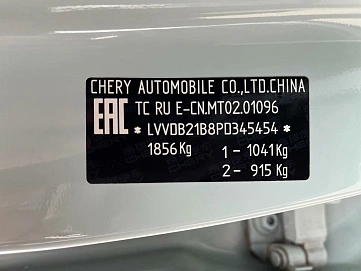 CHERY AUTOMOBILE CO.,LTD.CHINA
EAC TC RU E-CN.MT02.01096
* LVVDB21B8PD345454 *
1856 Kg 1 - 1041 Kg
2 - 915 Kg